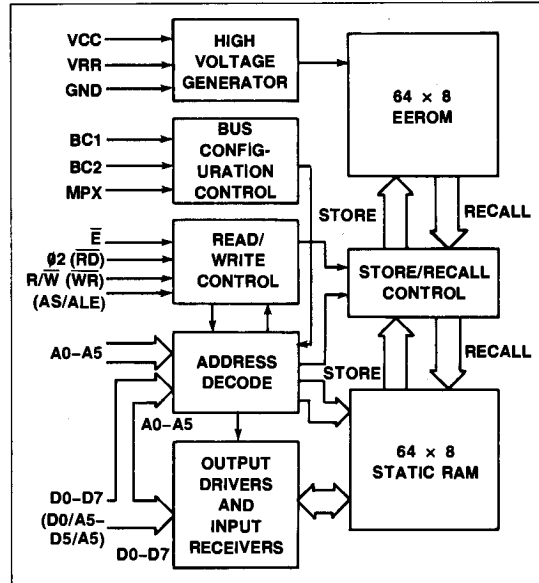 VCC
VRR
GND
HIGH
VOLTAGE
GENERATOR
64 × 8
EEROM
BC1
BC2
MPX
BUS
CONFIG-
URATION
CONTROL
STORE
RECALL
E̅
ø2 (R̅D̅)
R/W̅ (W̅R̅)
(AS/ALE)
READ/
WRITE
CONTROL
STORE/RECALL
CONTROL
A0–A5
ADDRESS
DECODE
STORE
RECALL
A0–A5
D0–D7
(D0/A5–
D5/A5)
D0–D7
OUTPUT
DRIVERS
AND
INPUT
RECEIVERS
64 × 8
STATIC RAM